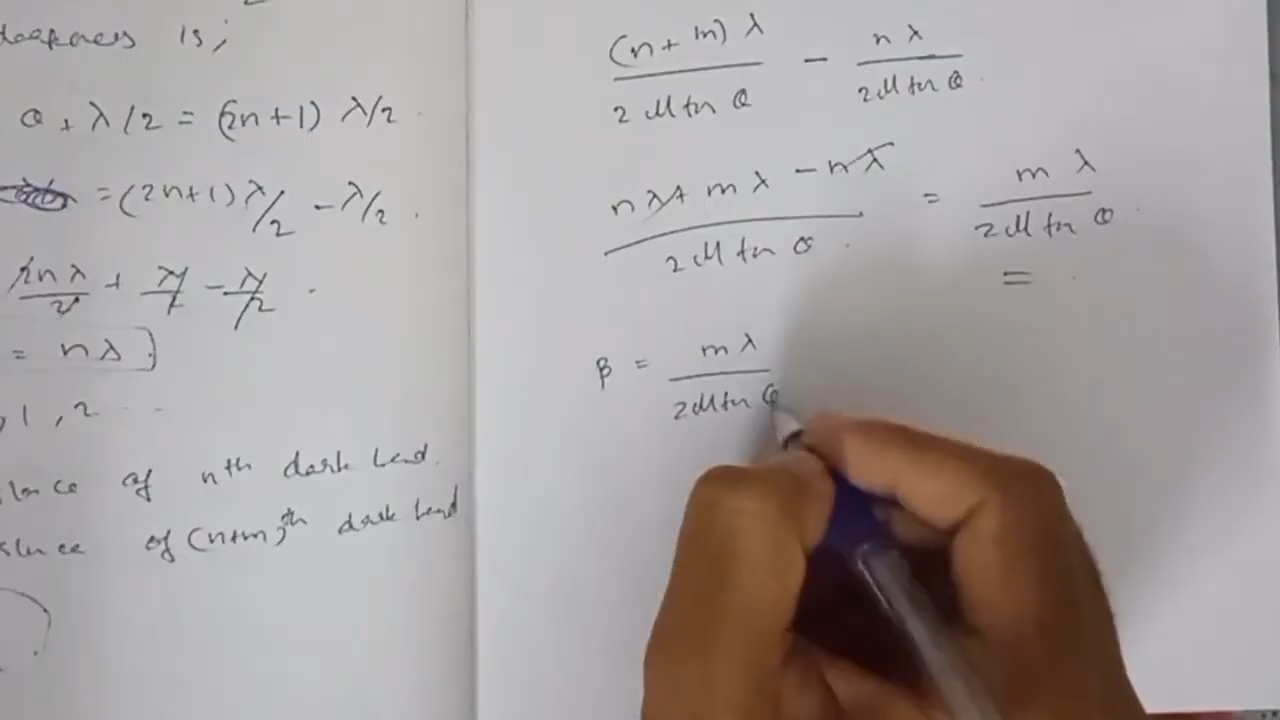 is;
θ + λ/2 = (2n+1) λ/2
= (2n+1) λ/2 - λ/2
2nλ/2 + λ/2 - λ/2
= nλ
, 1, 2
of nth dark band
of (n+m)th dark band
(n+m) λ / 2μ tan θ - nλ / 2μ tan θ
nλ + mλ - nλ / 2μ tan θ = m λ / 2μ tan θ
=
β = mλ / 2μ tan θ